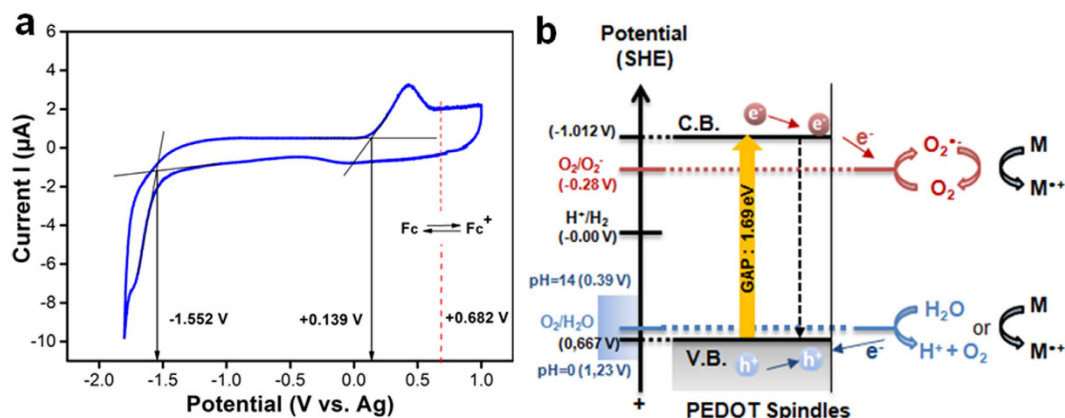 a
Current I (µA)
6
4
2
0
-2
-4
-6
-8
-10
Fc ⇌ Fc+
-1.552 V
+0.139 V
+0.682 V
-2.0
-1.5
-1.0
-0.5
0.0
0.5
1.0
Potential (V vs. Ag)
b
Potential
(SHE)
(-1.012 V)
C.B.
e-
e-
e-
O2/O2-
(-0.28 V)
O2•-
O2
M
M•+
H+/H2
(-0.00 V)
GAP : 1.69 eV
pH=14 (0.39 V)
O2/H2O
(0,667 V)
pH=0 (1,23 V)
V.B.
h+
h+
e-
H2O
H+ + O2
or
M
M•+
+
PEDOT Spindles